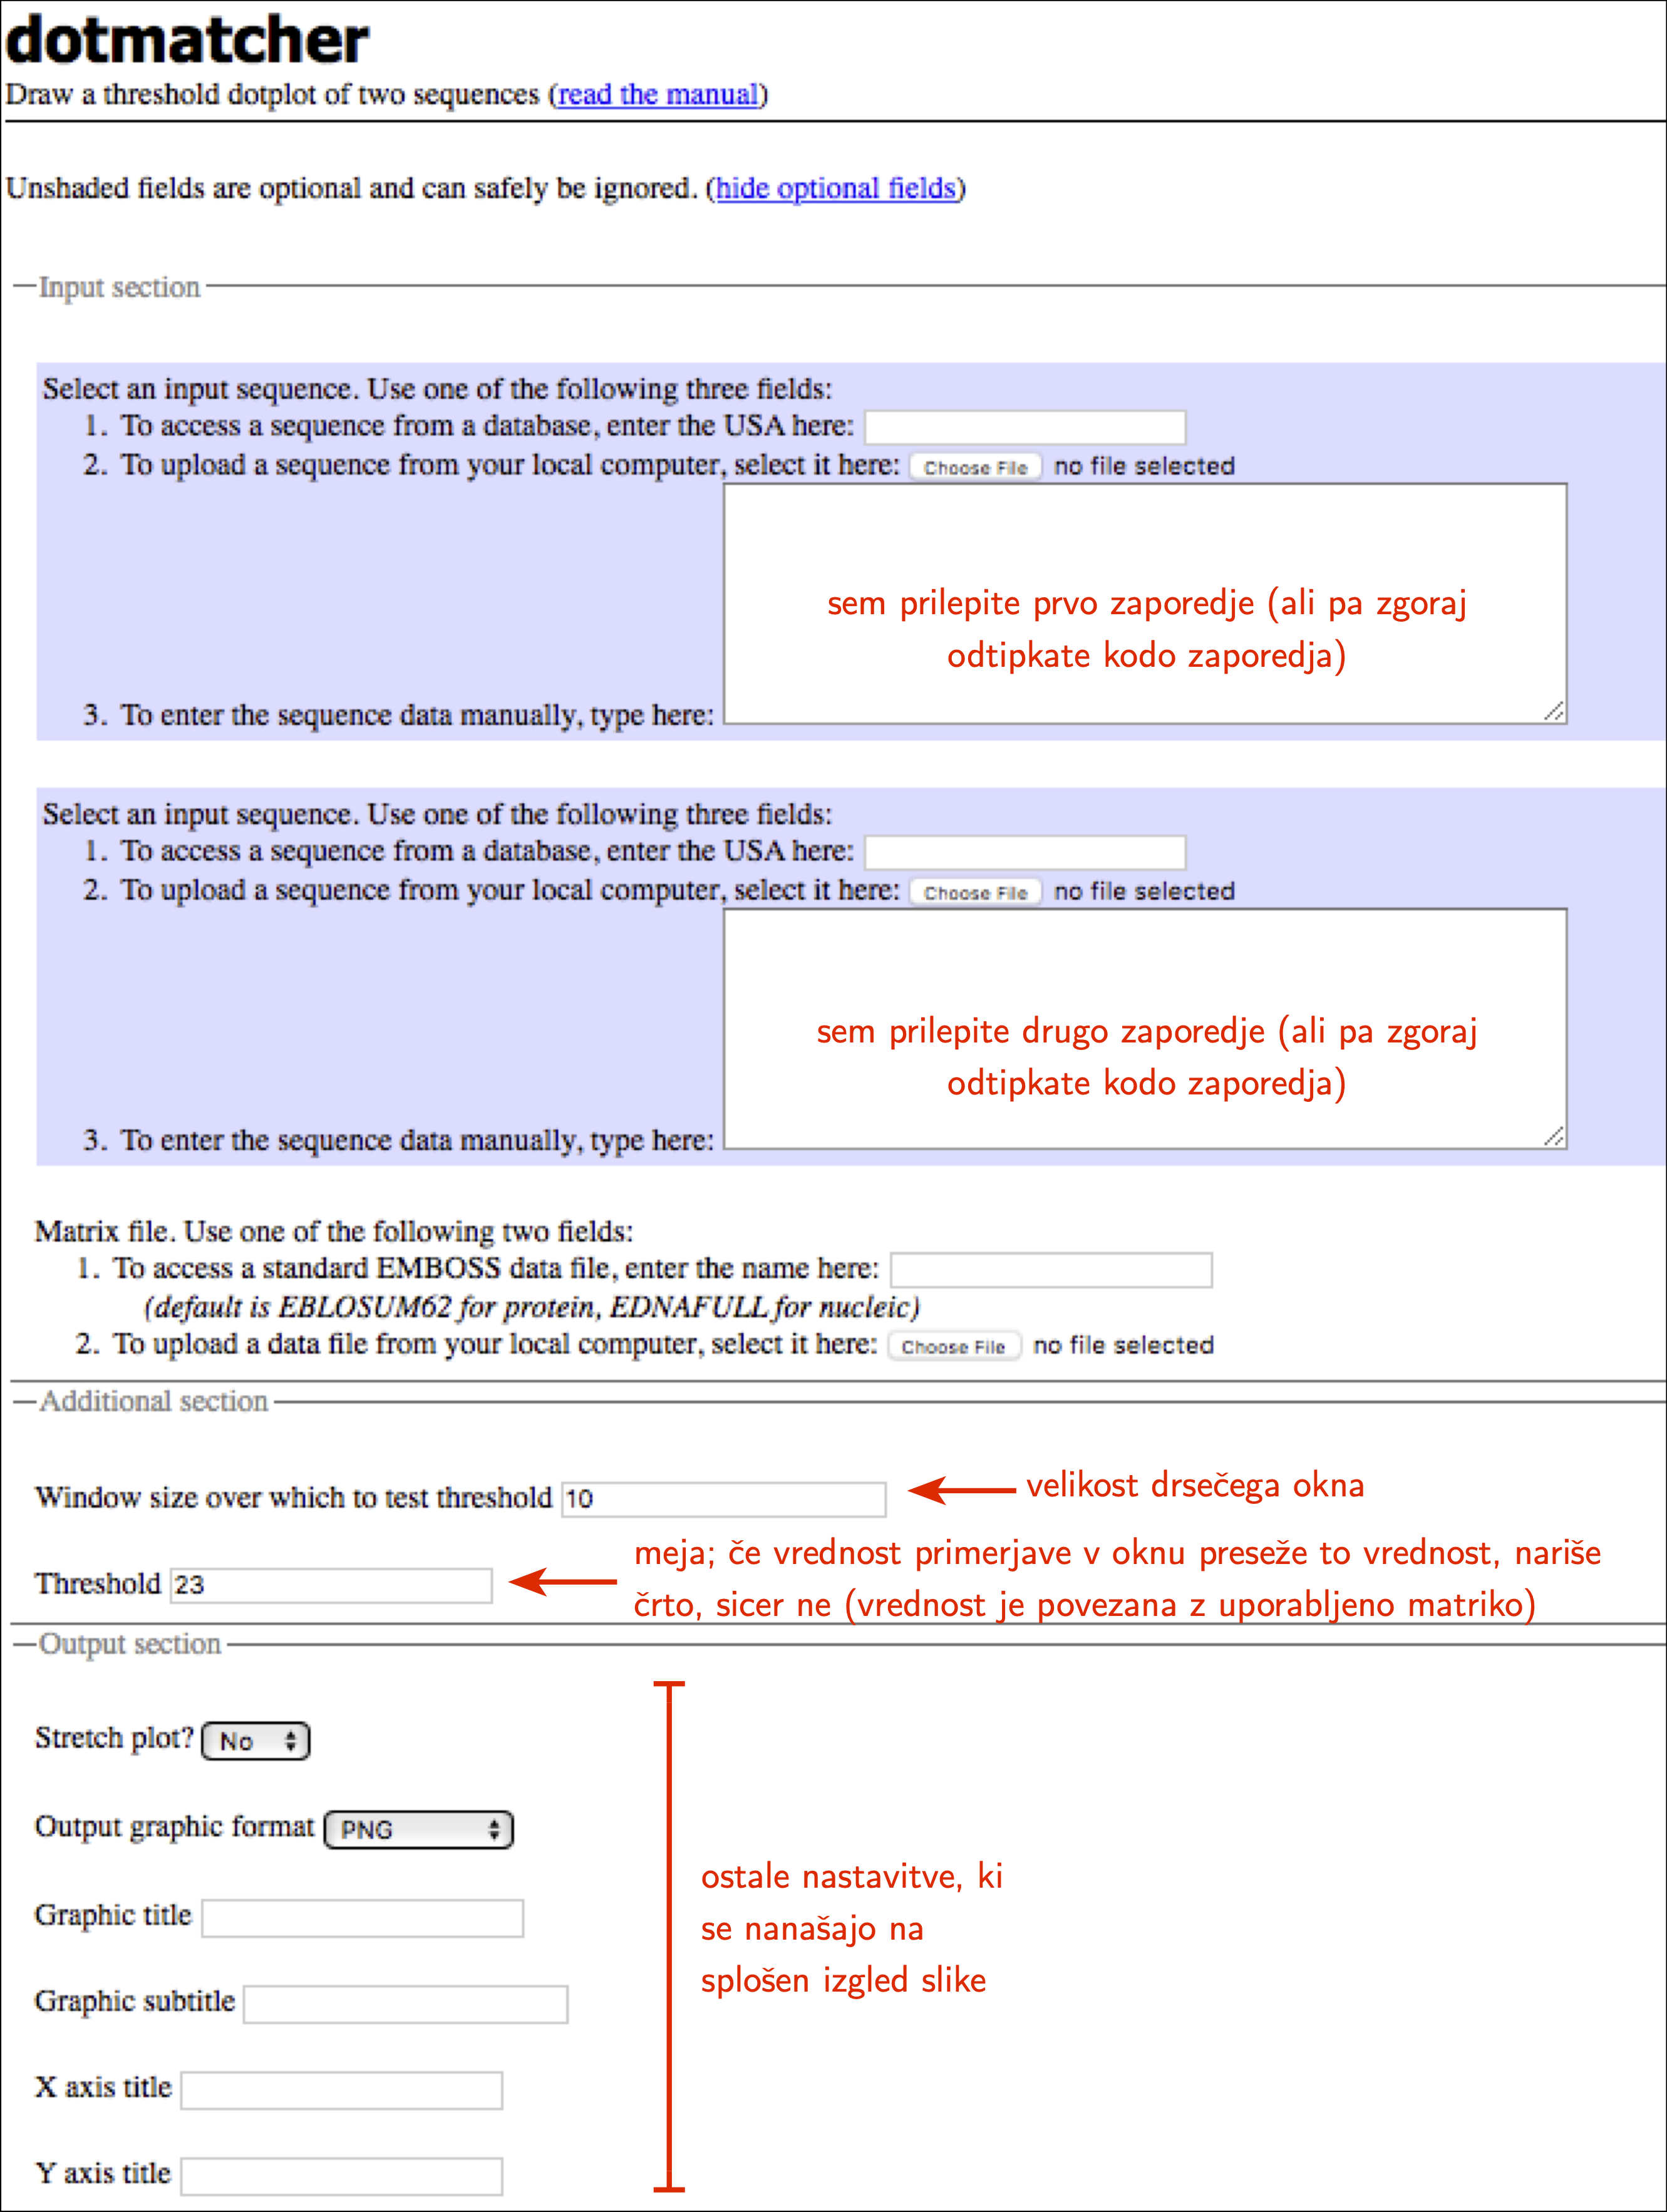 dotmatcher
Draw a threshold dotplot of two sequences (read the manual)
Unshaded fields are optional and can safely be ignored. (hide optional fields)
Input section
Select an input sequence. Use one of the following three fields:
1. To access a sequence from a database, enter the USA here:
2. To upload a sequence from your local computer, select it here: Choose File no file selected
sem prilepite prvo zaporedje (ali pa zgoraj
odtipkate kodo zaporedja)
3. To enter the sequence data manually, type here:
Select an input sequence. Use one of the following three fields:
1. To access a sequence from a database, enter the USA here:
2. To upload a sequence from your local computer, select it here: Choose File no file selected
sem prilepite drugo zaporedje (ali pa zgoraj
odtipkate kodo zaporedja)
3. To enter the sequence data manually, type here:
Matrix file. Use one of the following two fields:
1. To access a standard EMBOSS data file, enter the name here:
(default is EBLOSUM62 for protein, EDNAFULL for nucleic)
2. To upload a data file from your local computer, select it here: Choose File no file selected
Additional section
Window size over which to test threshold 10
velikost drsečega okna
meja; če vrednost primerjave v oknu preseže to vrednost, nariše
črto, sicer ne (vrednost je povezana z uporabljeno matriko)
Threshold 23
Output section
Stretch plot? No
Output graphic format PNG
ostale nastavitve, ki
se nanašajo na
splošen izgled slike
Graphic title
Graphic subtitle
X axis title
Y axis title